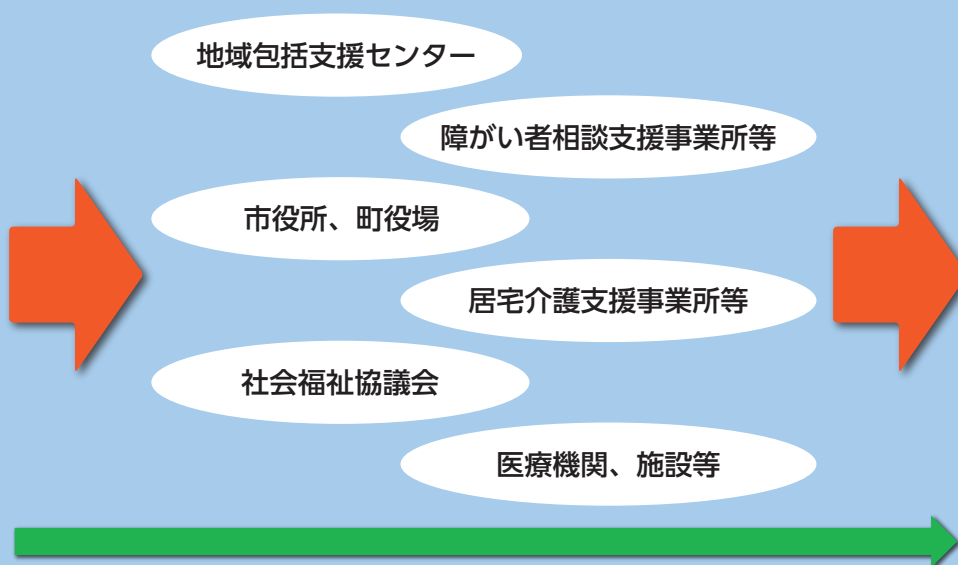 地域包括支援センター
障がい者相談支援事業所等
市役所、町役場
居宅介護支援事業所等
社会福祉協議会
医療機関、施設等